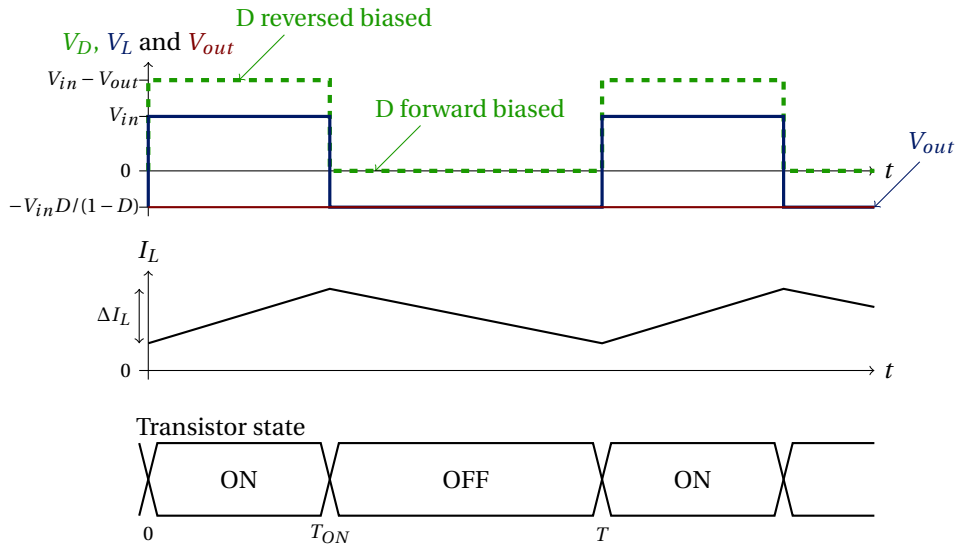 D reversed biased
V_D, V_L and V_out
V_in − V_out
V_in
D forward biased
V_out
0
t
−V_inD/(1−D)
I_L
ΔI_L
0
t
Transistor state
ON OFF ON
0 T_ON T